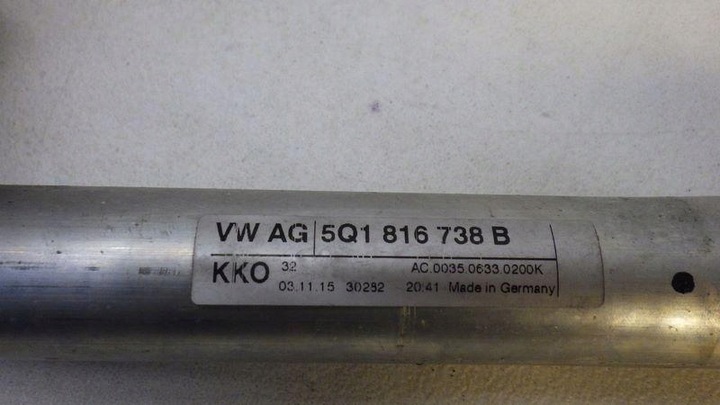 VW AG 5Q1 816 738 B
KKO 32 AC.0035.0633.0200K
03.11.15 30282 20:41 Made in Germany